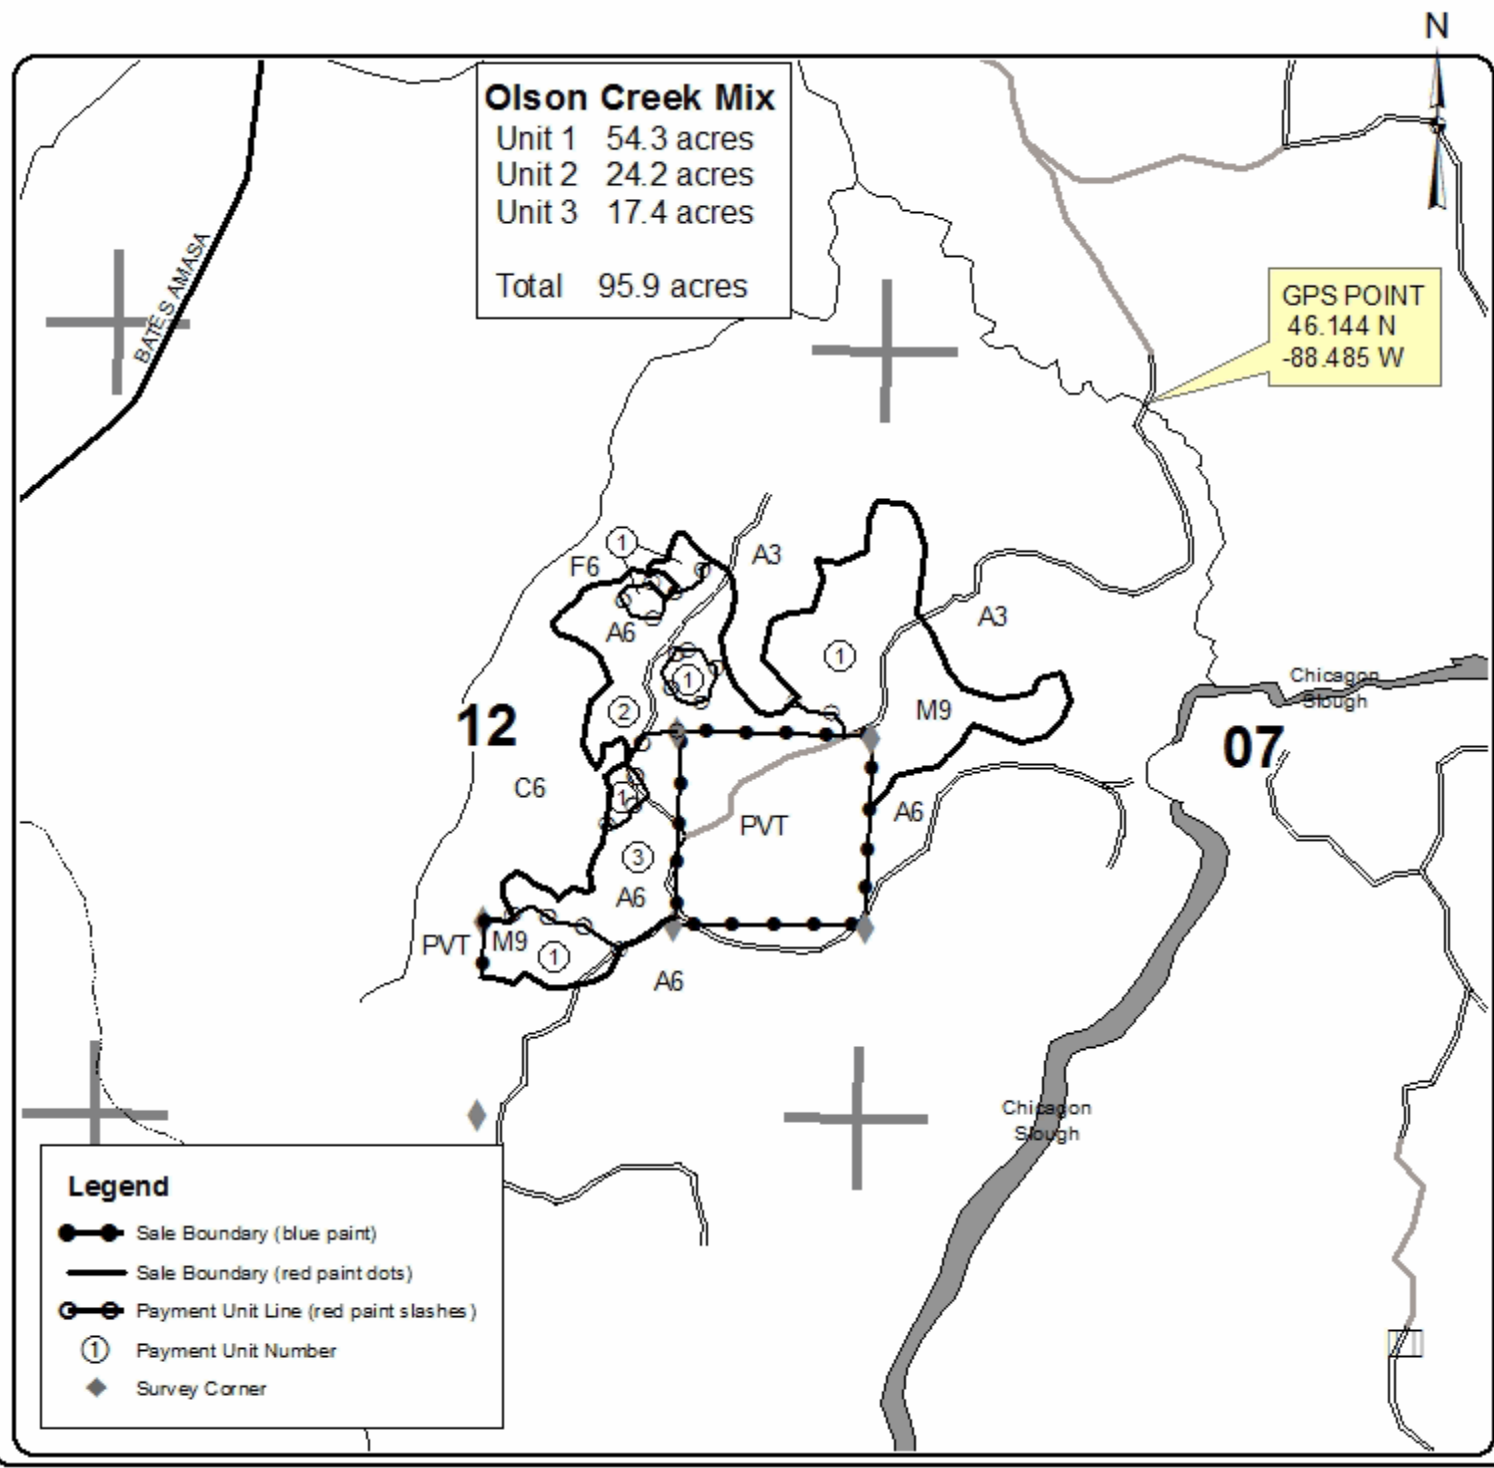 N
Olson Creek Mix
Unit 1 54.3 acres
Unit 2 24.2 acres
Unit 3 17.4 acres
Total 95.9 acres
BATES AMASA
GPS POINT
46.144 N
-88.485 W
1
F6
A3
A6
A3
1
1
2
M9
12
07
Chicagon
Slough
C6
1
PVT
A6
3
A6
PVT
M9
1
A6
Chicagon
Slough
Legend
Sale Boundary (blue paint)
Sale Boundary (red paint dots)
Payment Unit Line (red paint slashes)
1 Payment Unit Number
Survey Corner